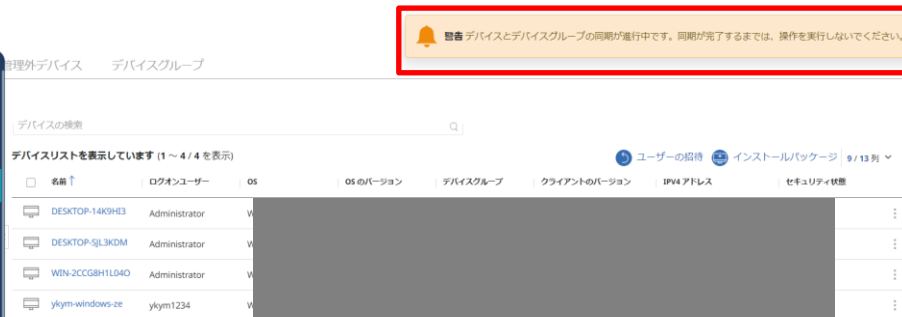 警告 デバイスとデバイスグループの同期が進行中です。同期が完了するまでは、操作を実行しないでください。
管理外デバイス デバイスグループ
デバイスの検索
デバイスリストを表示しています (1 ~ 4 / 4 を表示)
ユーザーの招待 インストールパッケージ 9 / 13 列
名前↑ ログオンユーザー OS OS のバージョン デバイスグループ クライアントのバージョン IPV4 アドレス セキュリティ状態
DESKTOP-14K9HI3 Administrator W
DESKTOP-SJL3KDM Administrator W
WIN-2CCG8H1L04O Administrator W
ykym-windows-ze ykym1234 W